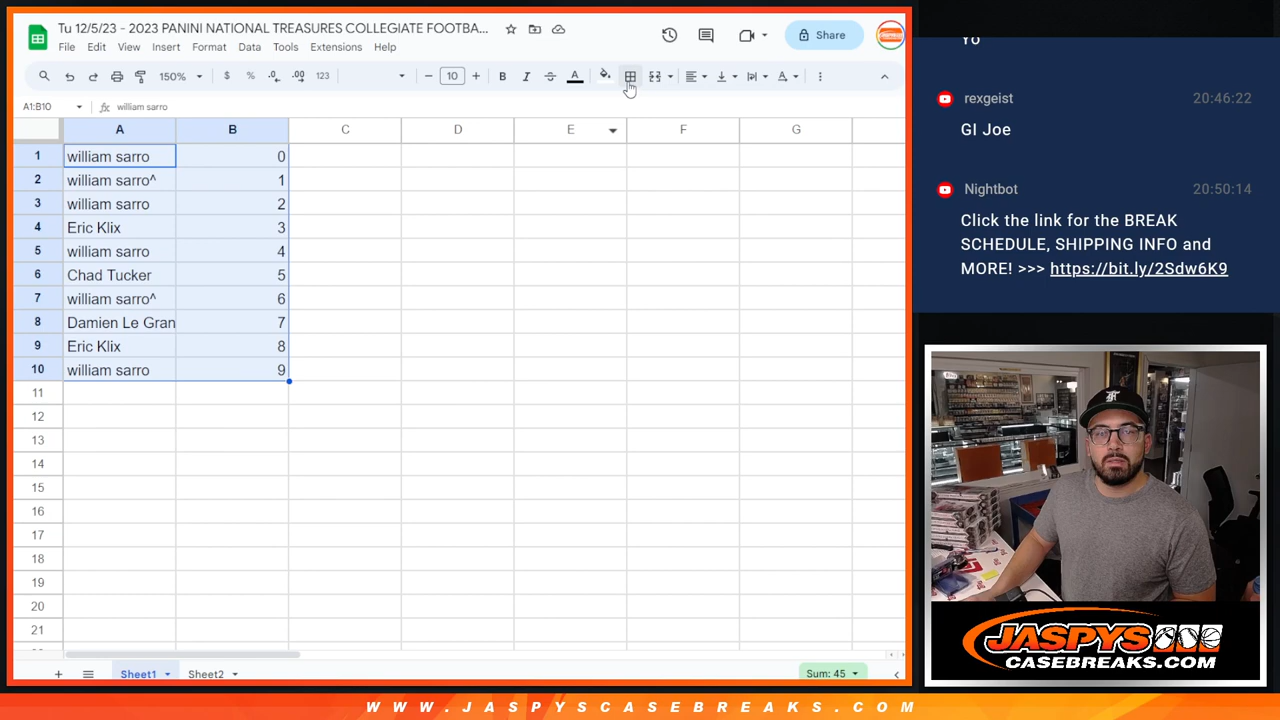 Tu 12/5/23 - 2023 PANINI NATIONAL TREASURES COLLEGIATE FOOTBA...
File Edit View Insert Format Data Tools Extensions Help
Share
150% $ % .0 .00 123 10 B I A
A1:B10 fx william sarro
A B C D E F G
1 william sarro 0
2 william sarro^ 1
3 william sarro 2
4 Eric Klix 3
5 william sarro 4
6 Chad Tucker 5
7 william sarro^ 6
8 Damien Le Gran 7
9 Eric Klix 8
10 william sarro 9
11
12
13
14
15
16
17
18
19
20
21
Sheet1 Sheet2 Sum: 45
Yo
rexgeist 20:46:22
GI Joe
Nightbot 20:50:14
Click the link for the BREAK
SCHEDULE, SHIPPING INFO and
MORE! >>> https://bit.ly/2Sdw6K9
JASPYS
CASEBREAKS.COM
WWW.JASPYSCASEBREAKS.COM